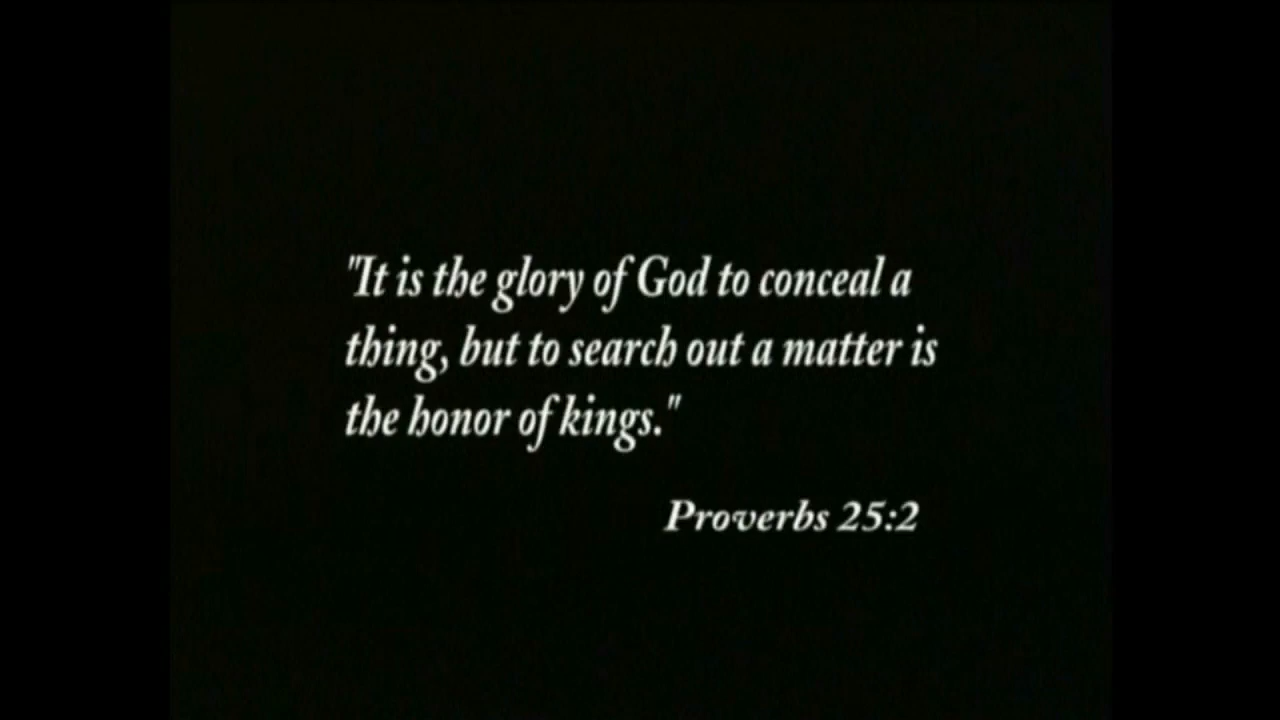 "It is the glory of God to conceal a
thing, but to search out a matter is
the honor of kings."
Proverbs 25:2